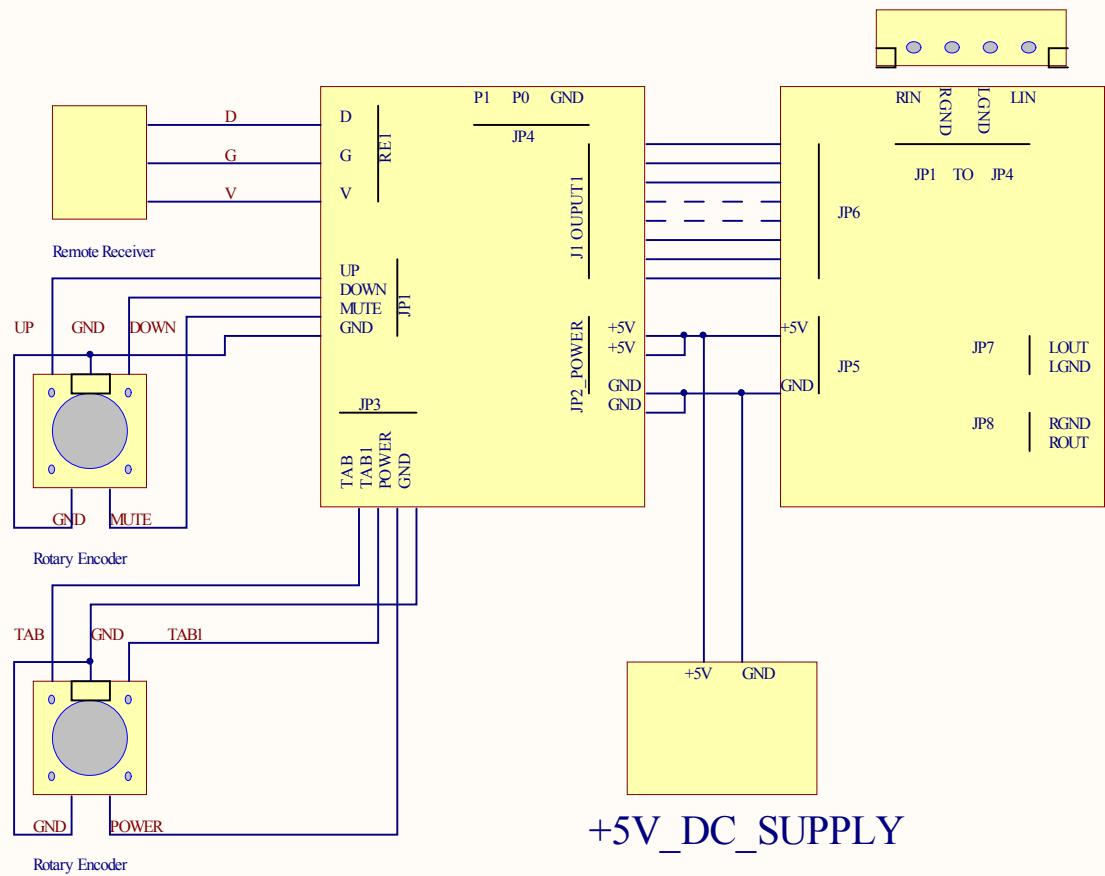 P1 P0 GND
JP4
RIN RGND LGND LIN
JP1 TO JP4
D D
G G
V V
RE1
Remote Receiver
J1 OUPUT1
JP6
UP
DOWN
MUTE
GND
JP1
UP GND DOWN
GND MUTE
Rotary Encoder
JP2_POWER
+5V
+5V
GND
GND
+5V
GND
JP5
JP7
LOUT
LGND
JP8
RGND
ROUT
JP3
TAB
TAB1
POWER
GND
TAB GND TAB1
GND POWER
Rotary Encoder
+5V GND
+5V_DC_SUPPLY